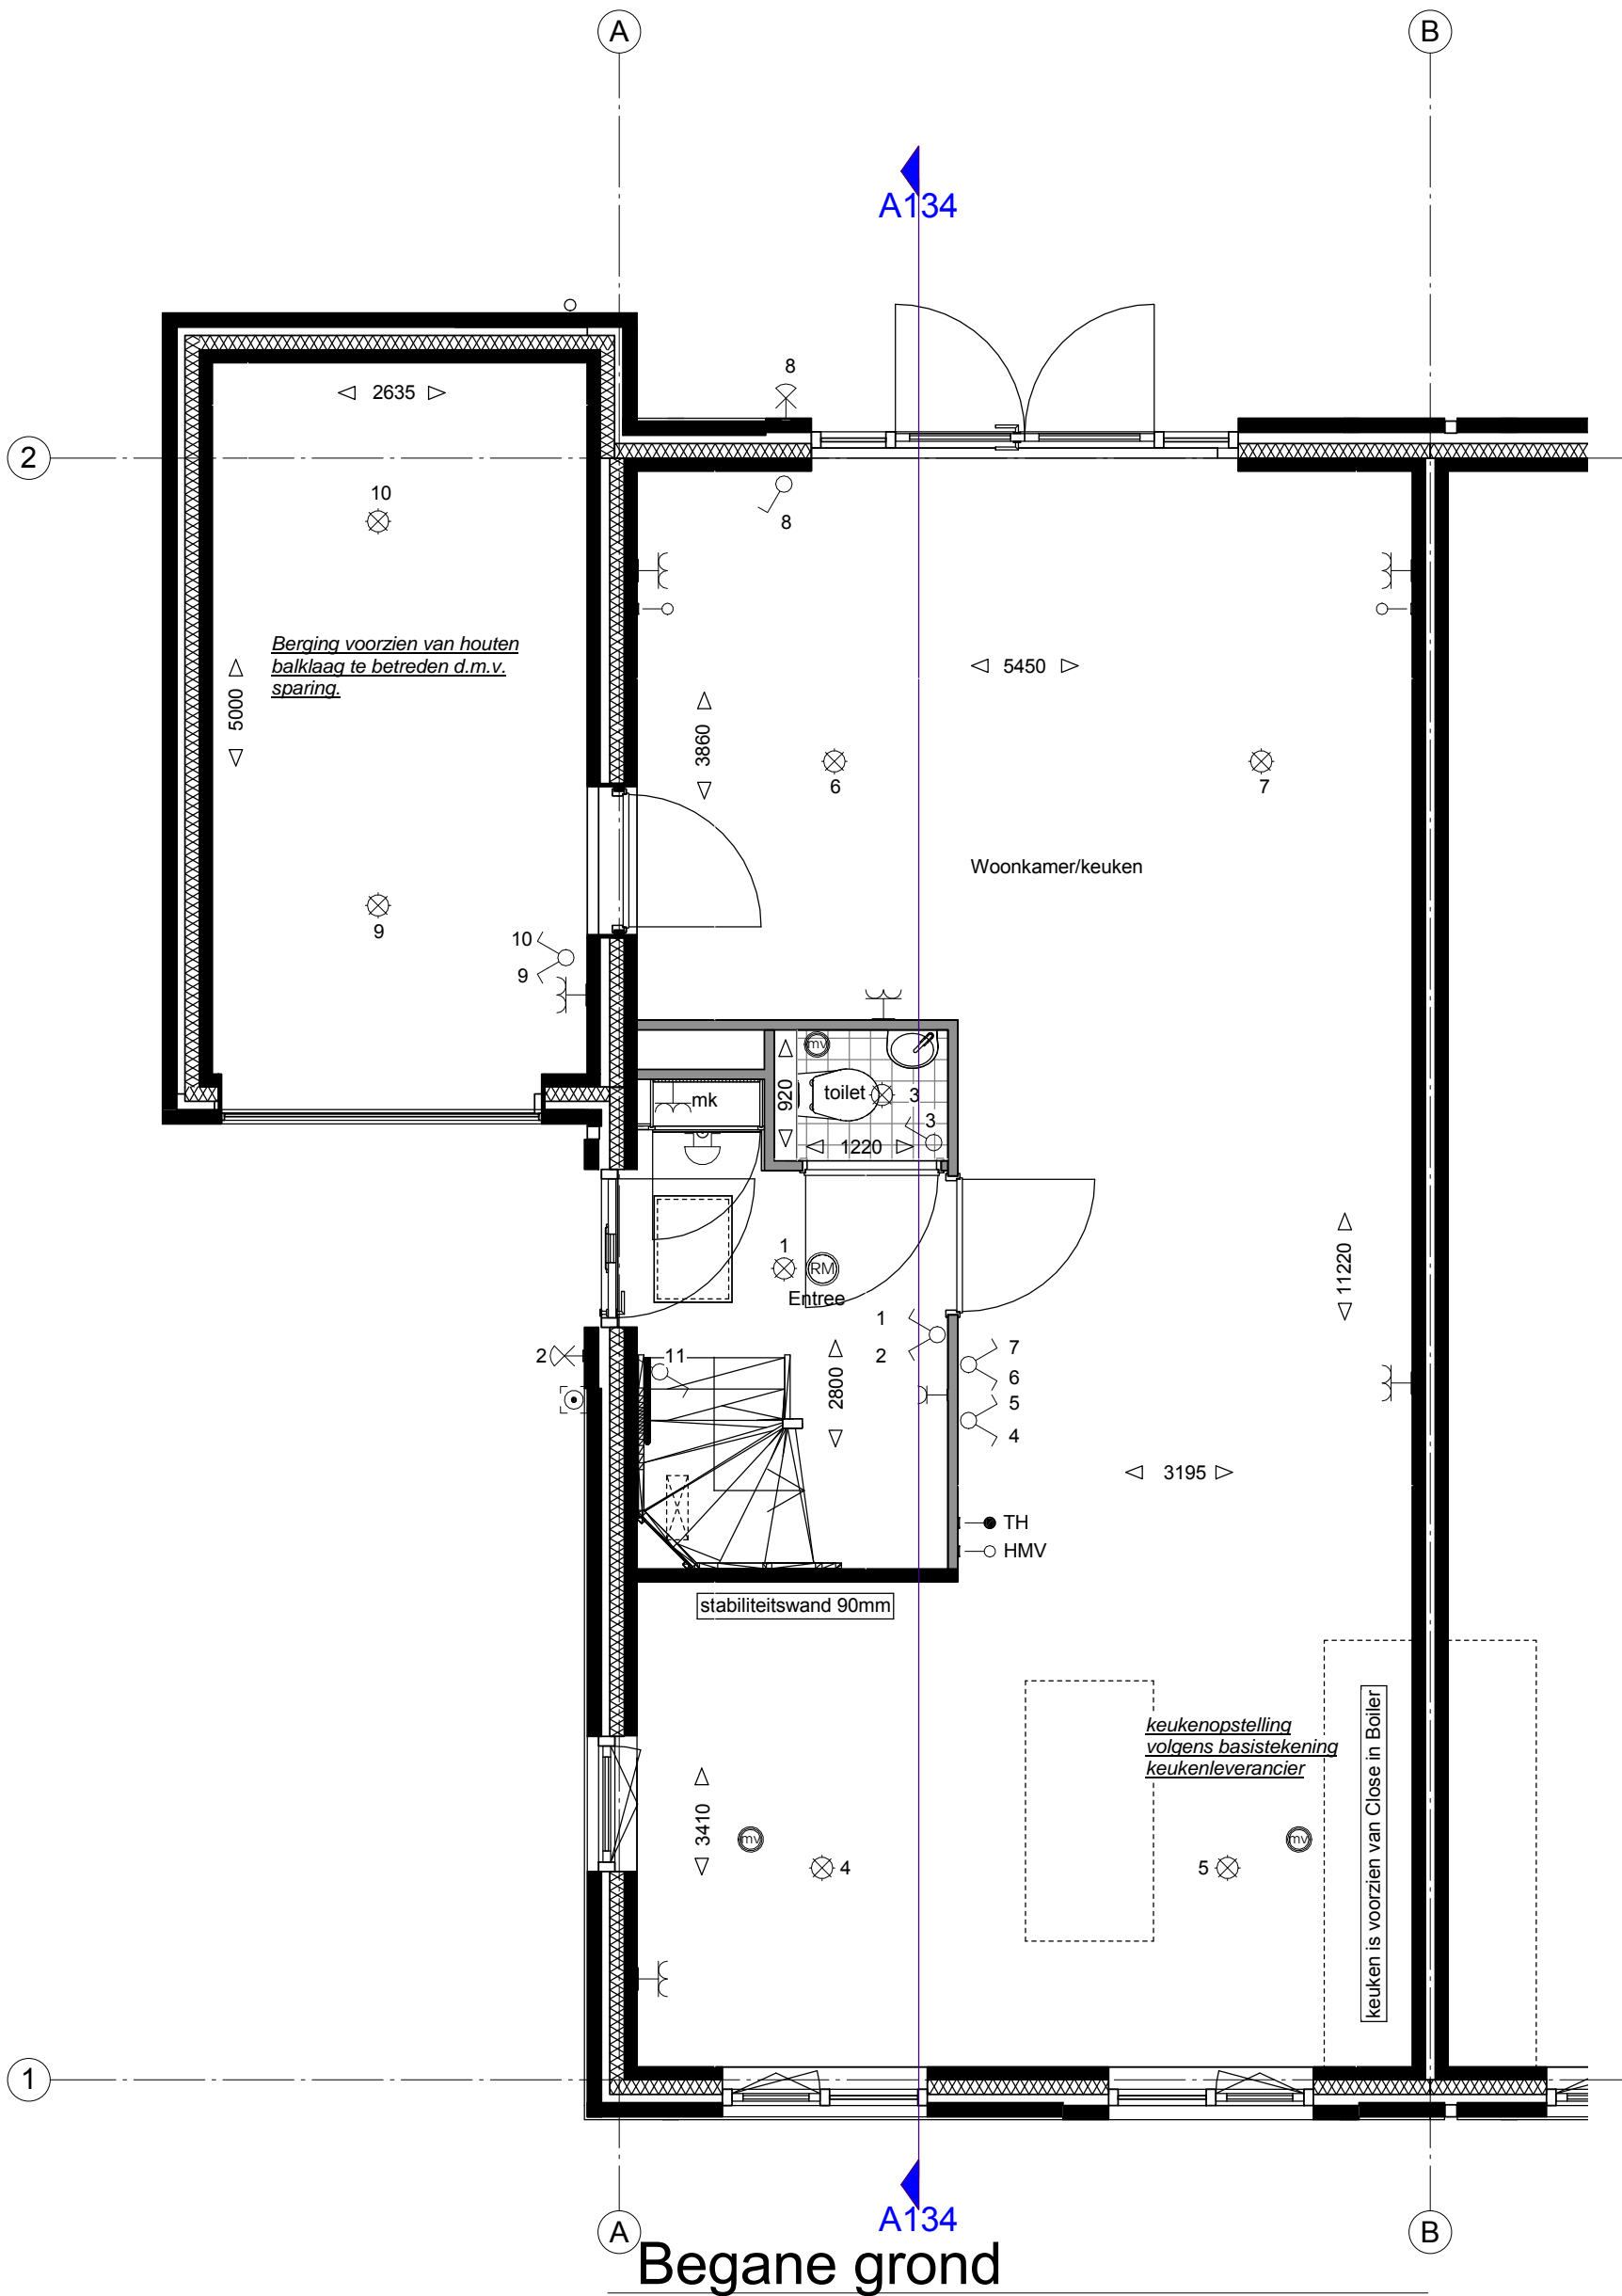 A
B
A134
8
2635
2
10
8
Berging voorzien van houten
balklaag te betreden d.m.v.
sparing.
5450
5000
3860
6
7
Woonkamer/keuken
9
10
9
mv
920
toilet
3
mk
3
1220
1
RM
Entree
11220
1
2
2
11
2800
7
6
5
4
3195
TH
HMV
stabiliteitswand 90mm
keukenopstelling
volgens basistekening
keukenleverancier
keuken is voorzien van Close in Boiler
3410
mv
mv
4
5
1
A134
A
B
Begane grond